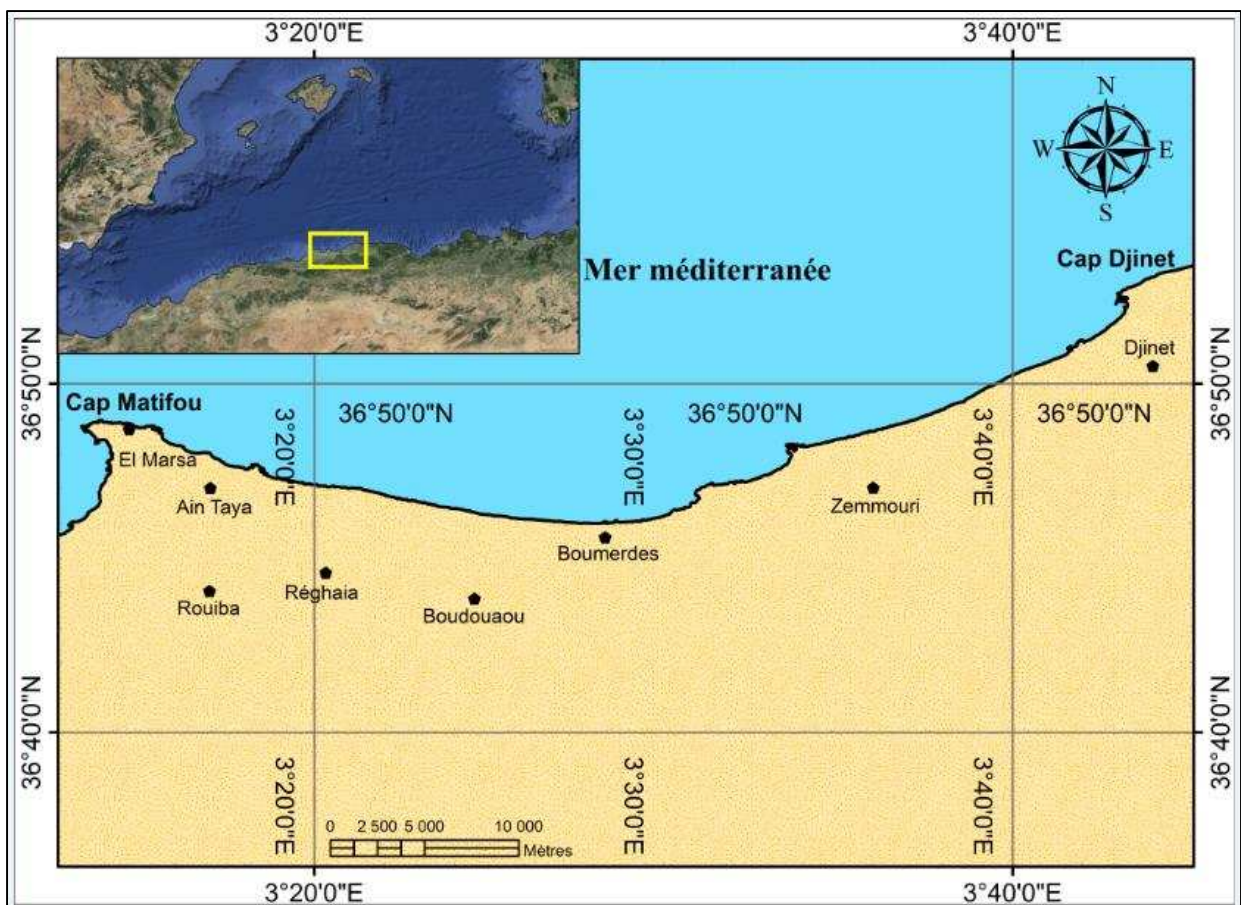 3°20'0"E
3°40'0"E
N
W
E
S
Mer méditerranée
Cap Djinet
Djinet
36°50'0"N
36°50'0"N
Cap Matifou
36°50'0"N
36°50'0"N
36°50'0"N
3°20'0"E
3°30'0"E
3°40'0"E
El Marsa
Ain Taya
Zemmouri
Boumerdes
Réghaia
Rouiba
Boudouaou
36°40'0"N
36°40'0"N
3°20'0"E
3°30'0"E
3°40'0"E
0 2 500 5 000 10 000
Mètres
3°20'0"E
3°40'0"E